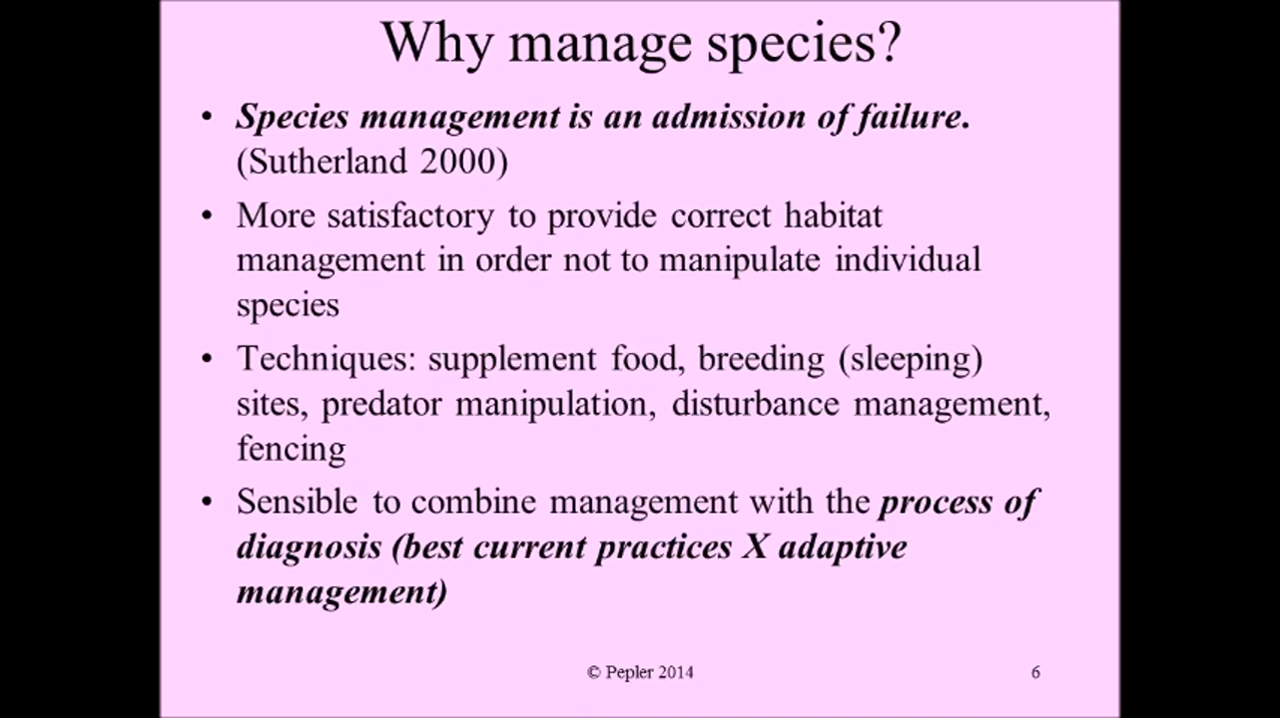 Why manage species?
• Species management is an admission of failure.
(Sutherland 2000)
• More satisfactory to provide correct habitat
management in order not to manipulate individual
species
• Techniques: supplement food, breeding (sleeping)
sites, predator manipulation, disturbance management,
fencing
• Sensible to combine management with the process of
diagnosis (best current practices X adaptive
management)
© Pepler 2014
6